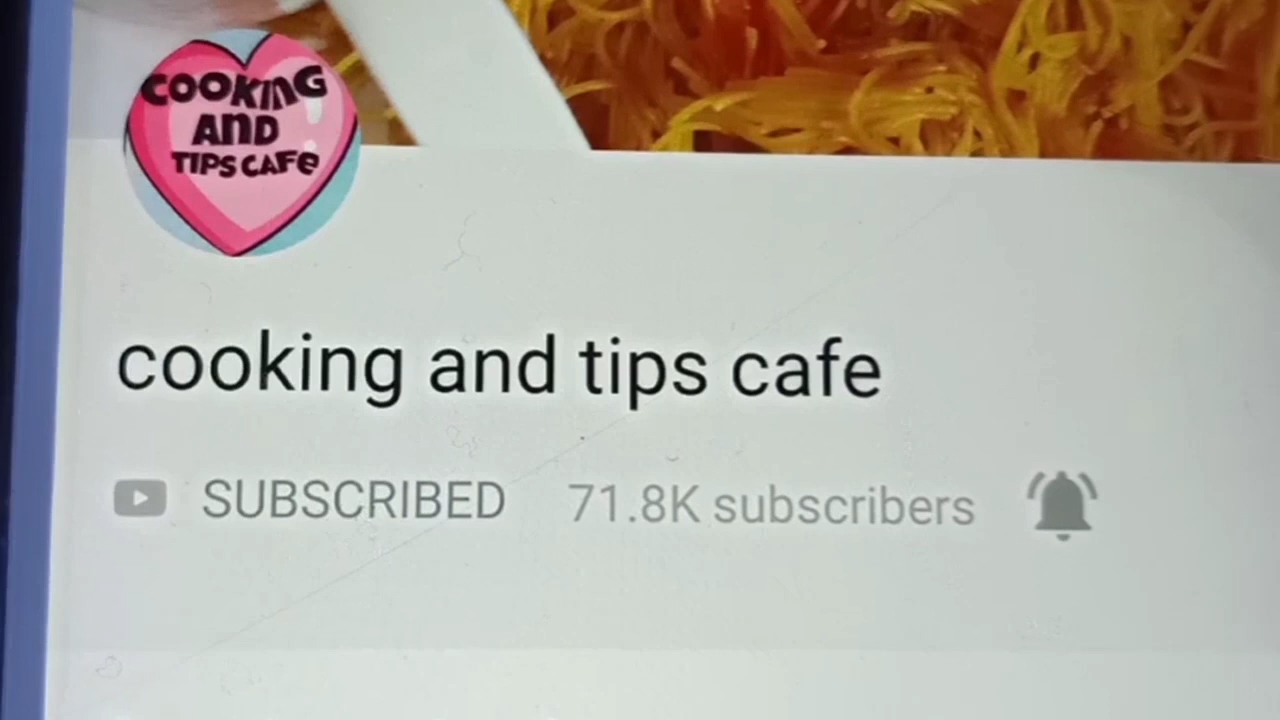 COOKING
AND
TIPS CAFe
cooking and tips cafe
SUBSCRIBED 71.8K subscribers